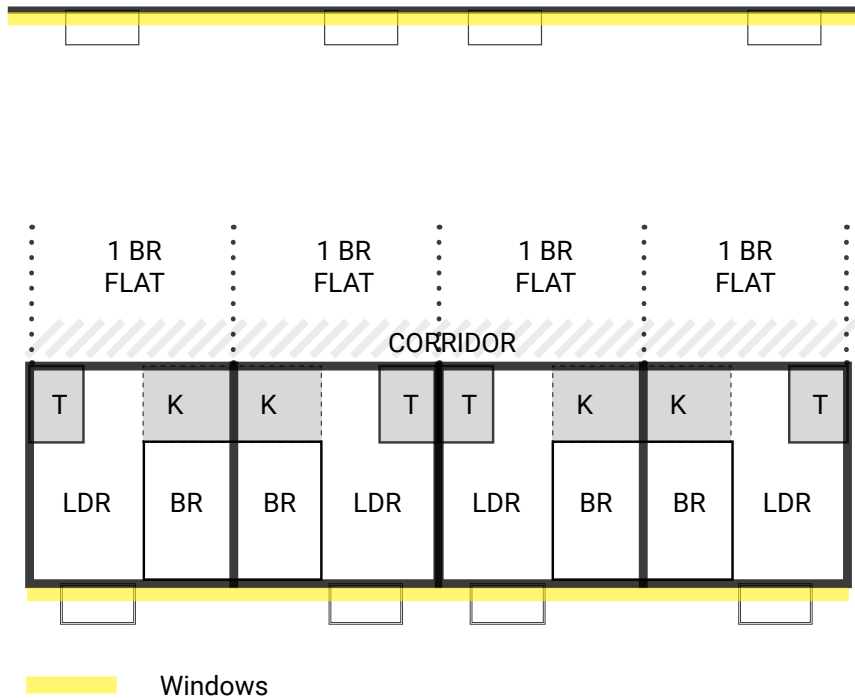 1 BR 1 BR 1 BR 1 BR
FLAT FLAT FLAT FLAT
CORRIDOR
T K K T T K K T
LDR BR BR LDR LDR BR BR LDR
Windows